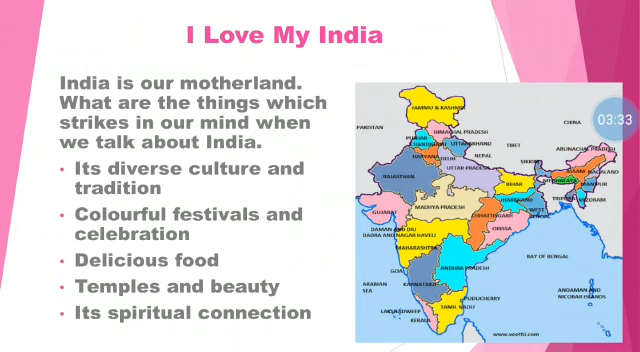 I Love My India
India is our motherland.
What are the things which
strikes in our mind when
we talk about India.
• Its diverse culture and
tradition
• Colourful festivals and
celebration
• Delicious food
• Temples and beauty
• Its spiritual connection
03:33
JAMMU & KASHMIR
PAKISTAN
CHINA
HIMACHAL PRADESH
PUNJAB
CHANDIGARH
UTTARAKHAND
TIBET
ARUNACHAL PRADESH
HARYANA
DELHI
NEPAL
SIKKIM
UTTAR PRADESH
ASSAM
NAGALAND
RAJASTHAN
BIHAR
MEGHALAYA
MANIPUR
TRIPURA
MIZORAM
JHARKHAND
WEST
BENGAL
GUJARAT
MADHYA PRADESH
CHHATTISGARH
DAMAN AND DIU
DADRA AND NAGAR HAVELI
ORISSA
MAHARASHTRA
BAY OF BENGAL
ANDHRA PRADESH
GOA
KARNATAKA
ARABIAN
SEA
ANDAMAN AND
NICOBAR ISLANDS
PUDUCHERRY
TAMIL NADU
LAKSHADWEEP
KERALA
www.veethi.com